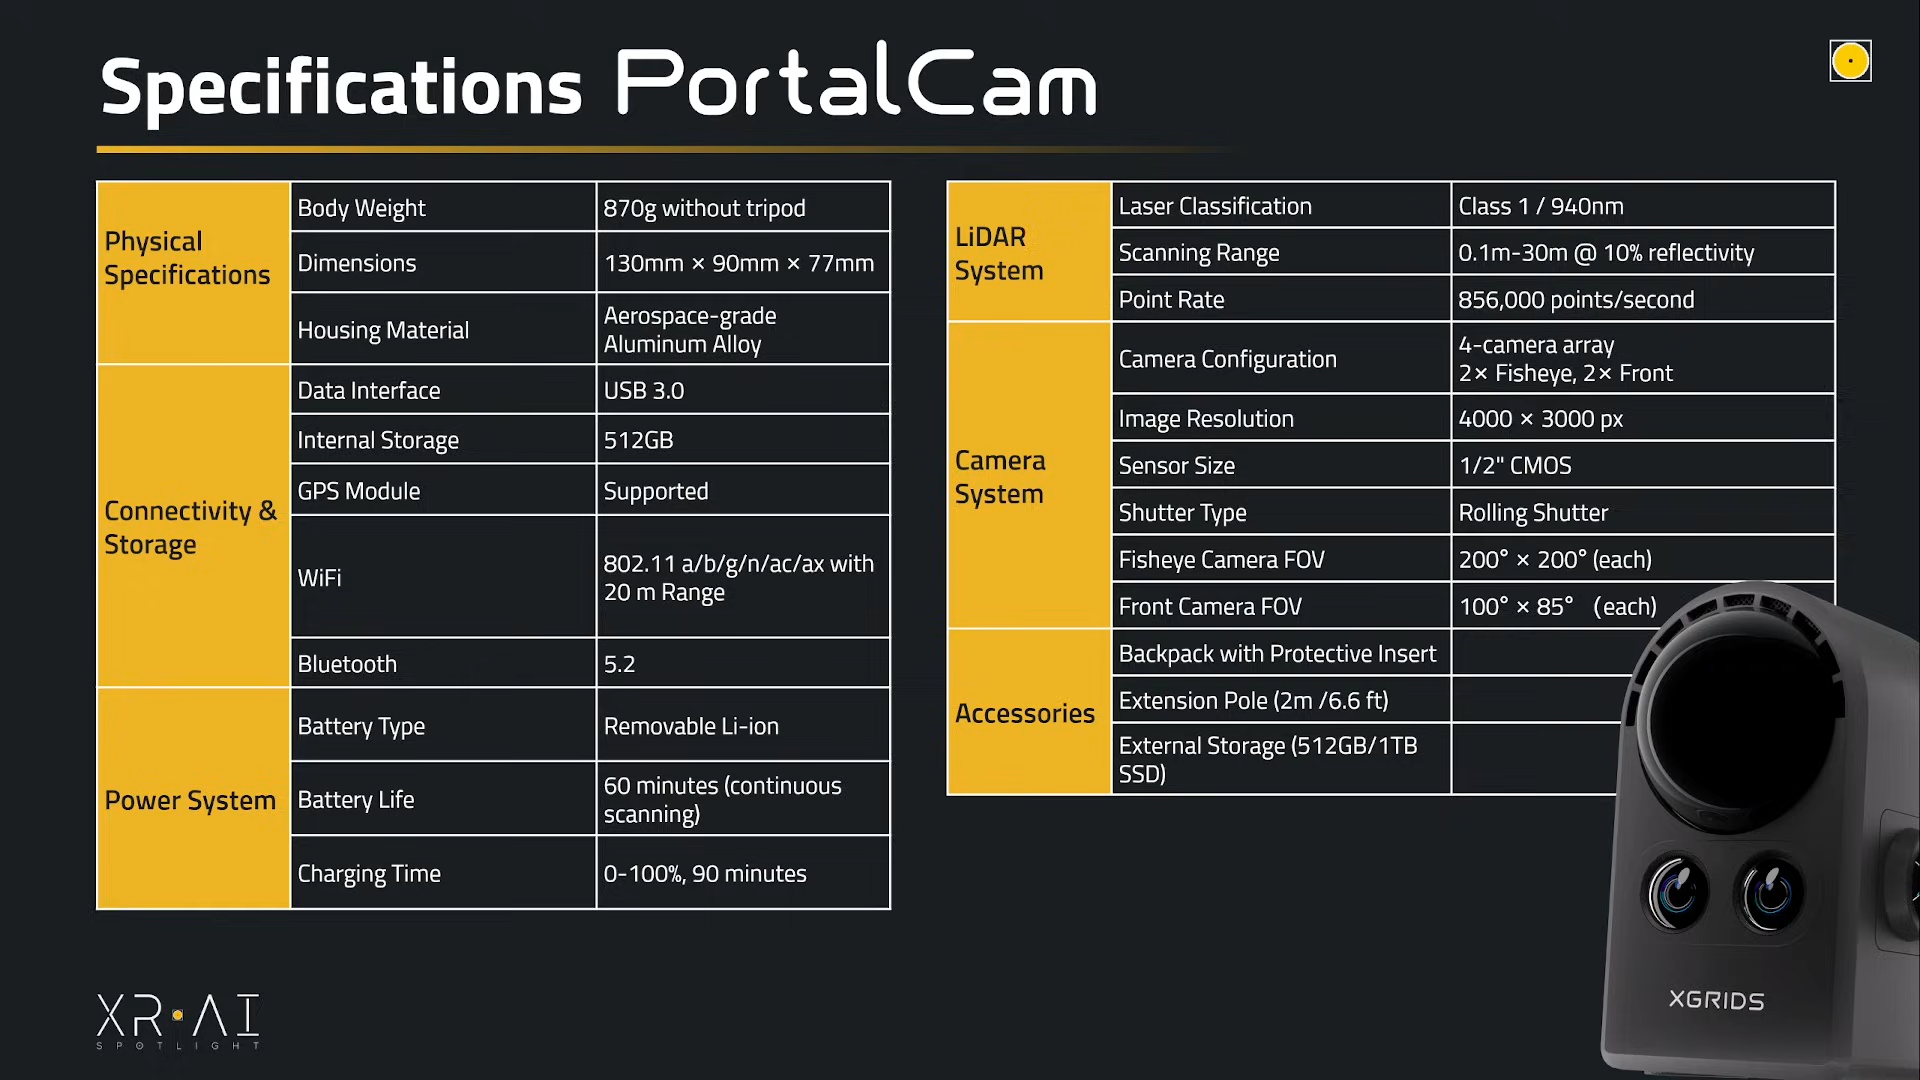 Specifications PortalCam
Physical
Specifications
Body Weight
870g without tripod
Dimensions
130mm × 90mm × 77mm
Housing Material
Aerospace-grade
Aluminum Alloy
Connectivity &
Storage
Data Interface
USB 3.0
Internal Storage
512GB
GPS Module
Supported
WiFi
802.11 a/b/g/n/ac/ax with
20 m Range
Bluetooth
5.2
Power System
Battery Type
Removable Li-ion
Battery Life
60 minutes (continuous
scanning)
Charging Time
0-100%, 90 minutes
LiDAR
System
Laser Classification
Class 1 / 940nm
Scanning Range
0.1m-30m @ 10% reflectivity
Point Rate
856,000 points/second
Camera
System
Camera Configuration
4-camera array
2× Fisheye, 2× Front
Image Resolution
4000 × 3000 px
Sensor Size
1/2" CMOS
Shutter Type
Rolling Shutter
Fisheye Camera FOV
200° × 200° (each)
Front Camera FOV
100° × 85° (each)
Accessories
Backpack with Protective Insert
Extension Pole (2m /6.6 ft)
External Storage (512GB/1TB
SSD)
XGRIDS
XR•AI
SPOTLIGHT